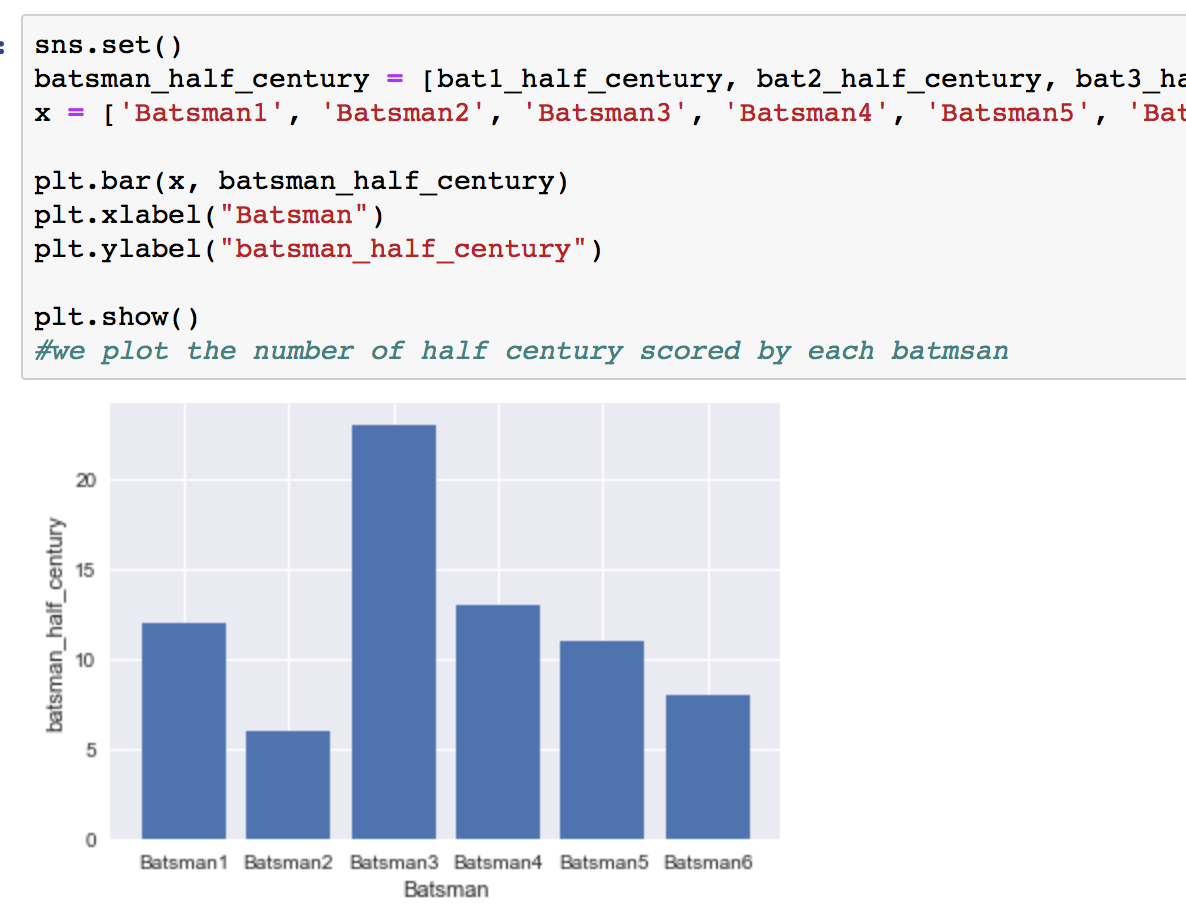 sns.set()
batsman_half_century = [bat1_half_century, bat2_half_century, bat3_ha
x = ['Batsman1', 'Batsman2', 'Batsman3', 'Batsman4', 'Batsman5', 'Bat
plt.bar(x, batsman_half_century)
plt.xlabel("Batsman")
plt.ylabel("batsman_half_century")
plt.show()
#we plot the number of half century scored by each batmsan
20
15
10
5
0
batsman_half_century
Batsman1 Batsman2 Batsman3 Batsman4 Batsman5 Batsman6
Batsman